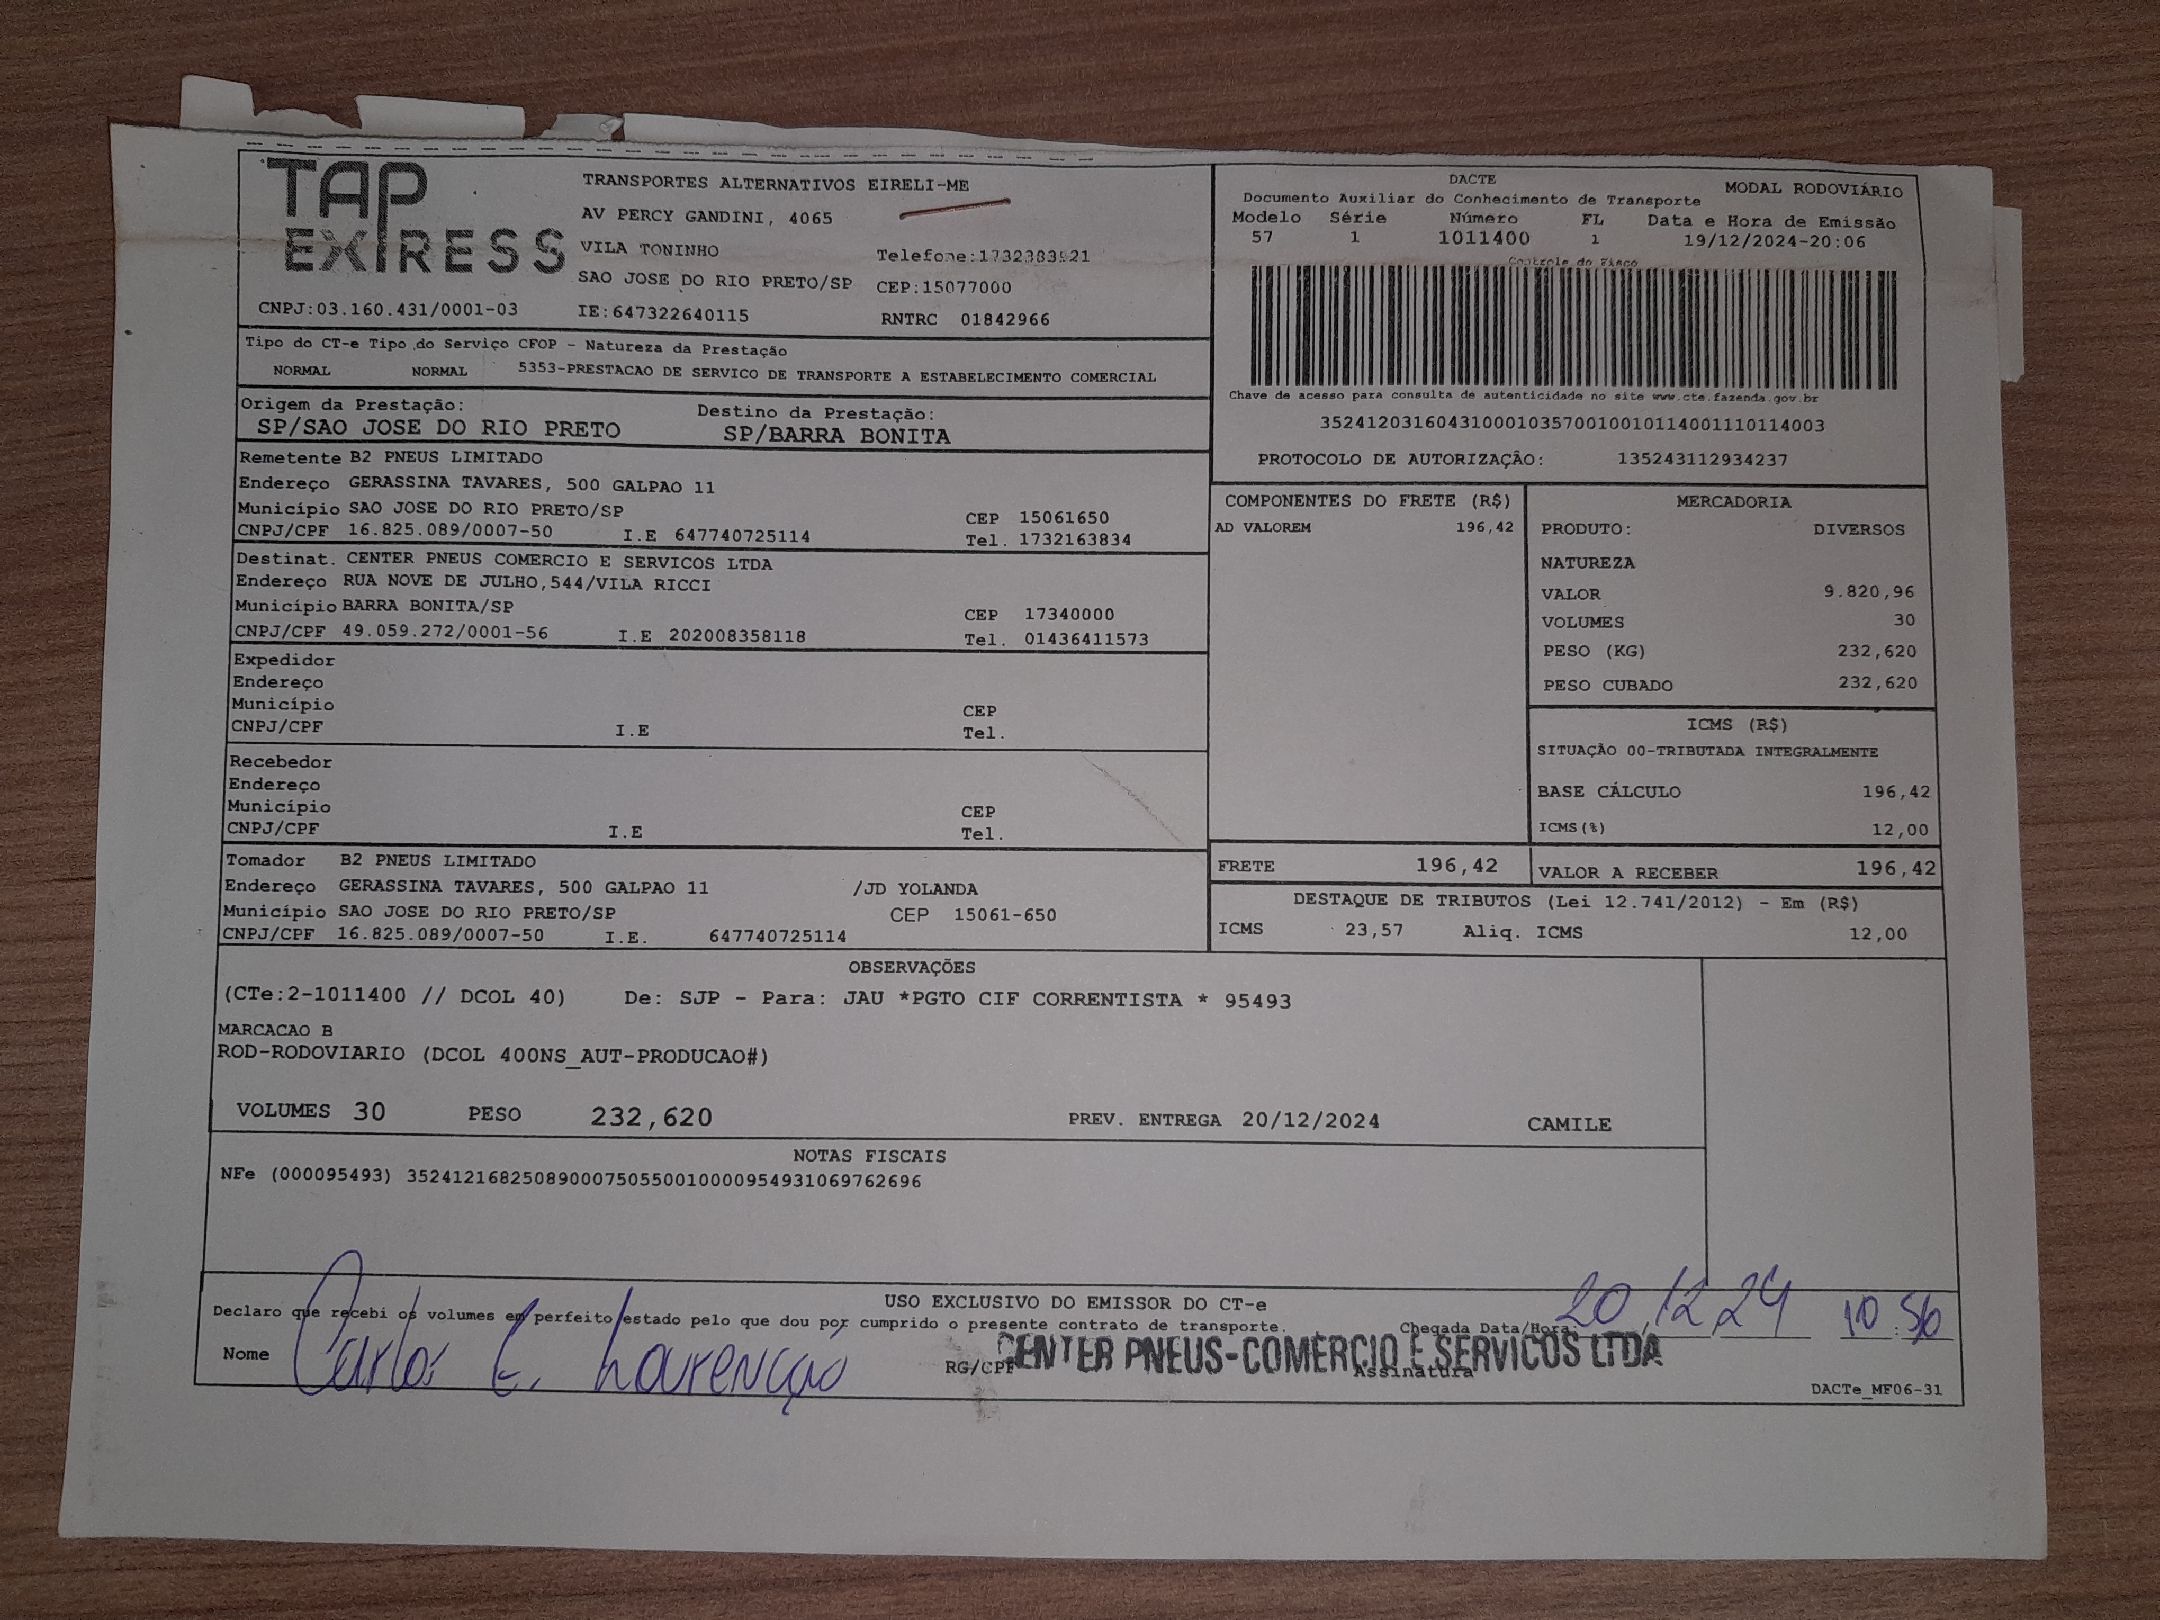 TAP EXPRESS
TRANSPORTES ALTERNATIVOS EIRELI-ME
AV PERCY GANDINI, 4065
VILA TONINHO Telefone:1732383921
SAO JOSE DO RIO PRETO/SP CEP:15077000
CNPJ:03.160.431/0001-03 IE:647322640115 RNTRC 01842966
DACTE MODAL RODOVIÁRIO
Documento Auxiliar do Conhecimento de Transporte
Modelo Série Número FL Data e Hora de Emissão
57 1 1011400 1 19/12/2024-20:06
Controle do Fisco
Chave de acesso para consulta de autenticidade no site www.cte.fazenda.gov.br
35241203160431000103570010010114001110114003
PROTOCOLO DE AUTORIZAÇÃO: 135243112934237
Tipo do CT-e Tipo do Serviço CFOP - Natureza da Prestação
NORMAL NORMAL 5353-PRESTACAO DE SERVICO DE TRANSPORTE A ESTABELECIMENTO COMERCIAL
Origem da Prestação: Destino da Prestação:
SP/SAO JOSE DO RIO PRETO SP/BARRA BONITA
Remetente B2 PNEUS LIMITADO
Endereço GERASSINA TAVARES, 500 GALPAO 11
Município SAO JOSE DO RIO PRETO/SP CEP 15061650
CNPJ/CPF 16.825.089/0007-50 I.E 647740725114 Tel. 1732163834
Destinat. CENTER PNEUS COMERCIO E SERVICOS LTDA
Endereço RUA NOVE DE JULHO,544/VILA RICCI
Município BARRA BONITA/SP CEP 17340000
CNPJ/CPF 49.059.272/0001-56 I.E 202008358118 Tel. 01436411573
Expedidor
Endereço
Município CEP
CNPJ/CPF I.E Tel.
Recebedor
Endereço
Município CEP
CNPJ/CPF I.E Tel.
Tomador B2 PNEUS LIMITADO
Endereço GERASSINA TAVARES, 500 GALPAO 11 /JD YOLANDA
Município SAO JOSE DO RIO PRETO/SP CEP 15061-650
CNPJ/CPF 16.825.089/0007-50 I.E. 647740725114
COMPONENTES DO FRETE (R$)
AD VALOREM 196,42
MERCADORIA
PRODUTO: DIVERSOS
NATUREZA
VALOR 9.820,96
VOLUMES 30
PESO (KG) 232,620
PESO CUBADO 232,620
ICMS (R$)
SITUAÇÃO 00-TRIBUTADA INTEGRALMENTE
BASE CÁLCULO 196,42
ICMS(%) 12,00
FRETE 196,42 VALOR A RECEBER 196,42
DESTAQUE DE TRIBUTOS (Lei 12.741/2012) - Em (R$)
ICMS 23,57 Aliq. ICMS 12,00
OBSERVAÇÕES
(CTe:2-1011400 // DCOL 40) De: SJP - Para: JAU *PGTO CIF CORRENTISTA * 95493
MARCACAO B
ROD-RODOVIARIO (DCOL 400NS_AUT-PRODUCAO#)
VOLUMES 30 PESO 232,620 PREV. ENTREGA 20/12/2024 CAMILE
NOTAS FISCAIS
NFe (000095493) 35241216825089000750550010000954931069762696
USO EXCLUSIVO DO EMISSOR DO CT-e
Declaro que recebi os volumes em perfeito estado pelo que dou por cumprido o presente contrato de transporte. Chegada Data/Hora: 20.12.24 10:56
Nome Carlos E. Lourenção RG/CPF Assinatura
CENTER PNEUS-COMÉRCIO E SERVICOS LTDA
DACTe_MF06-31